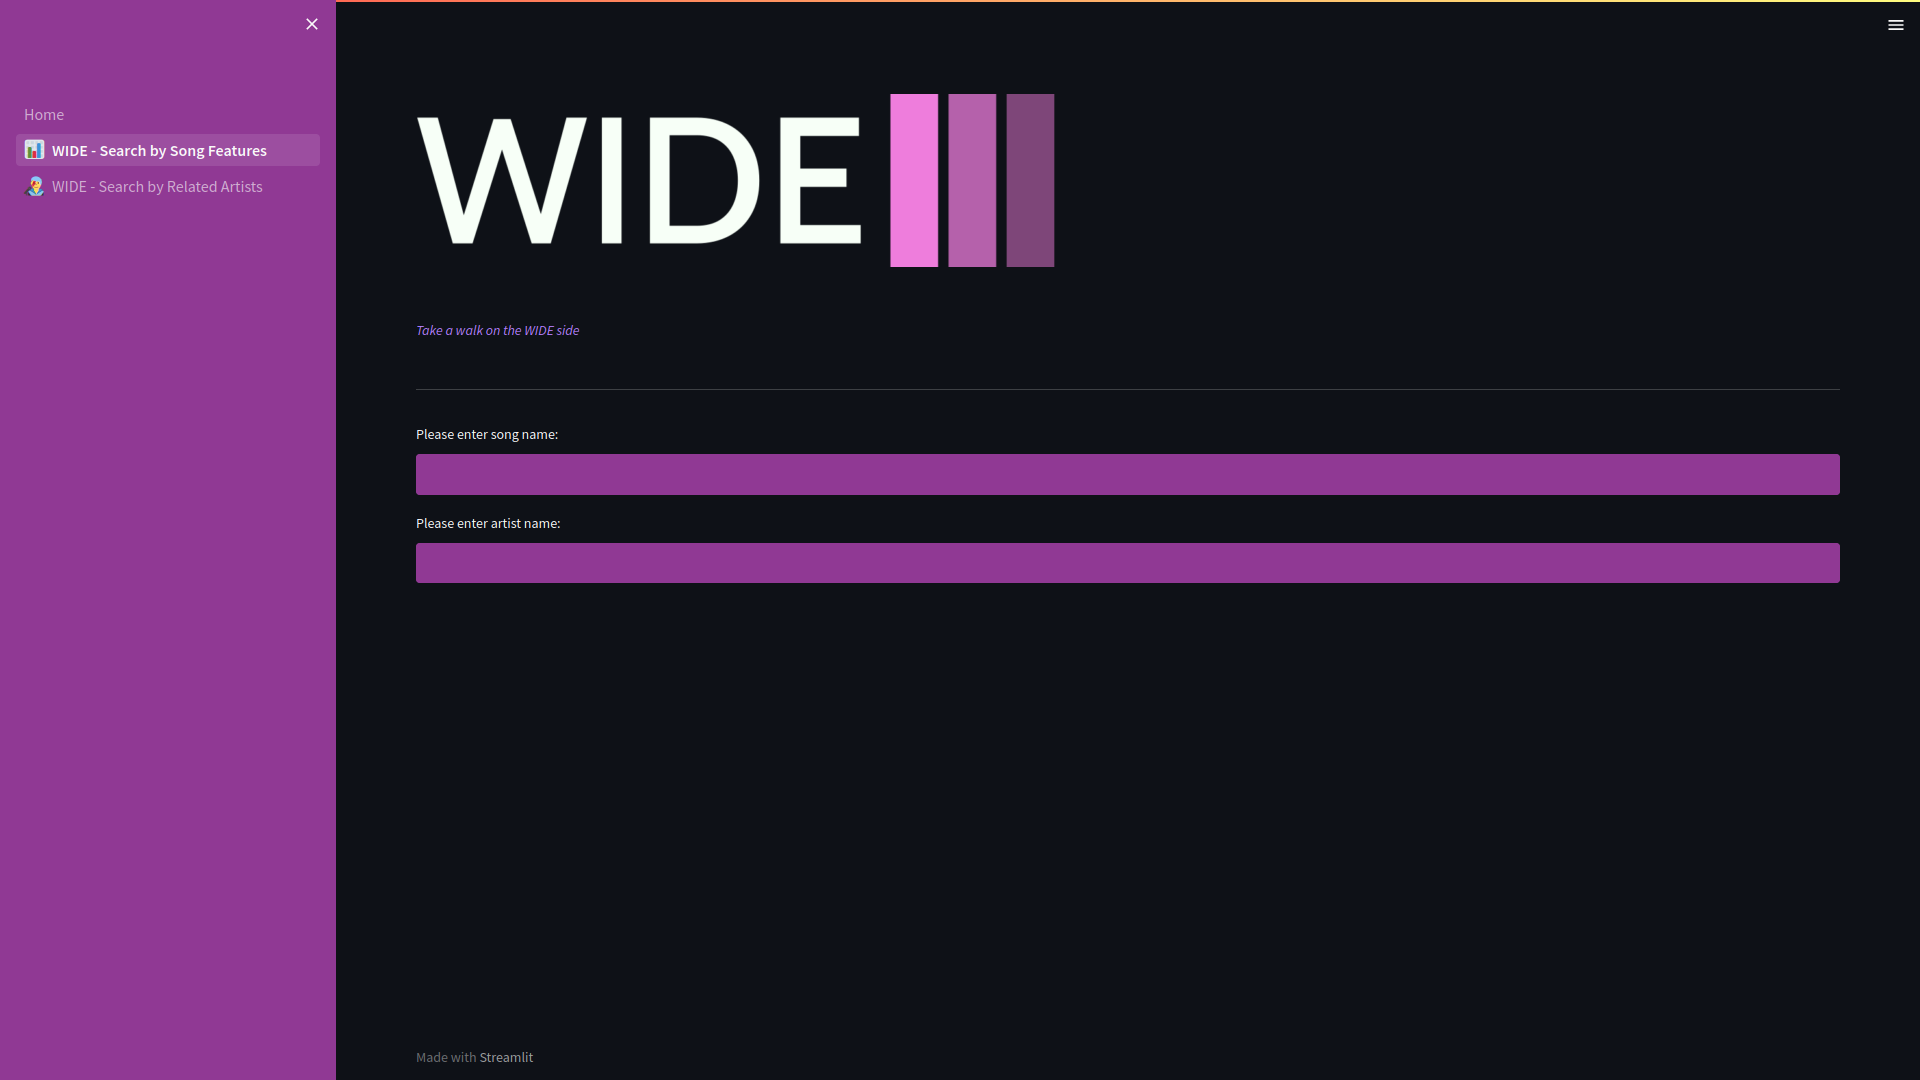 Home
WIDE - Search by Song Features
WIDE - Search by Related Artists
WIDE
Take a walk on the WIDE side
Please enter song name:
Please enter artist name:
Made with Streamlit